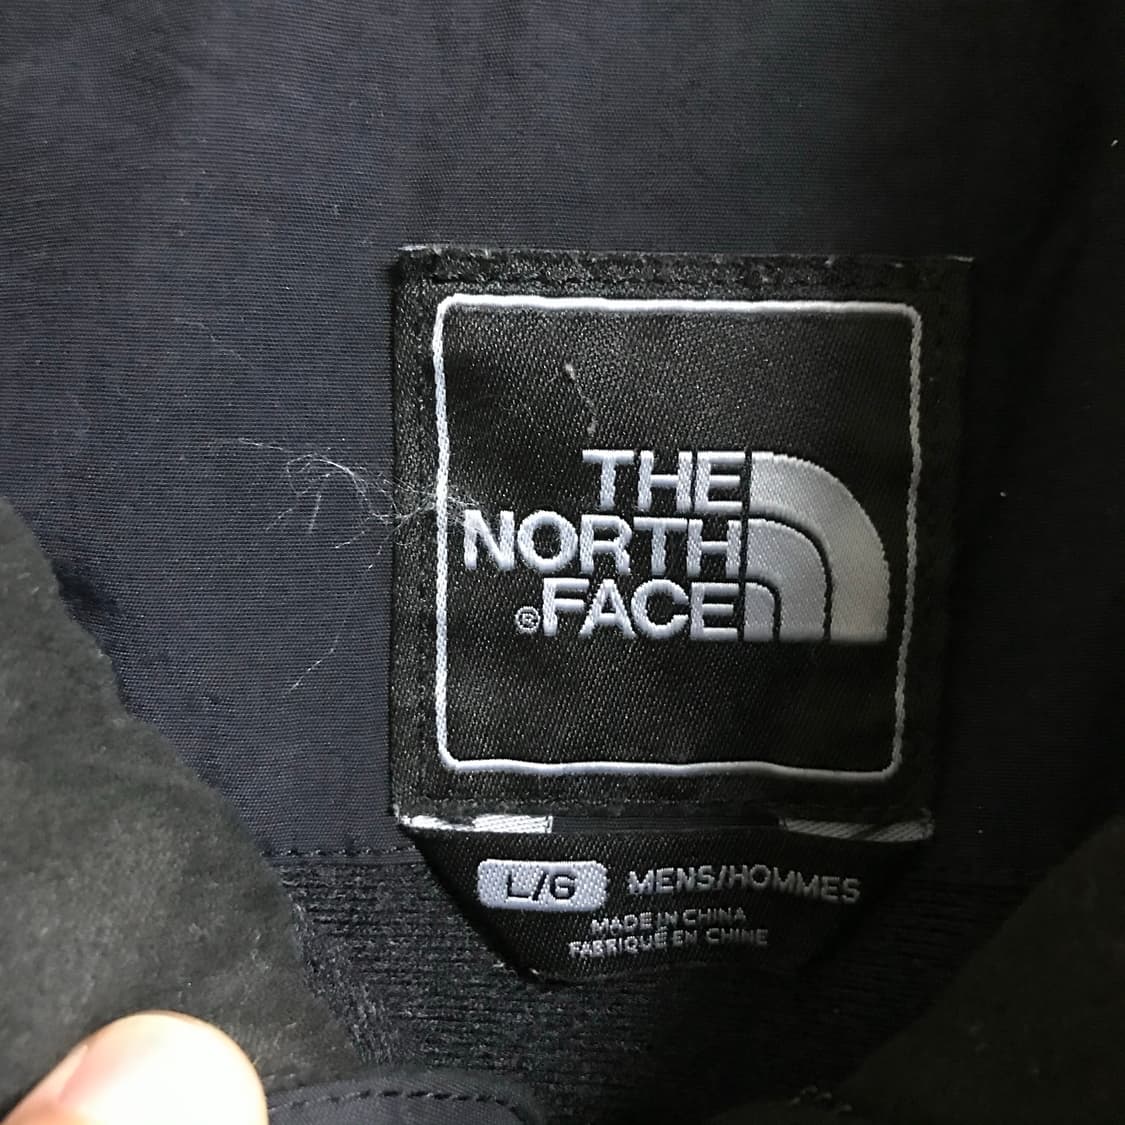 THE
NORTH
®FACE
L/G MENS/HOMMES
MADE IN CHINA
FABRIQUÉ EN CHINE